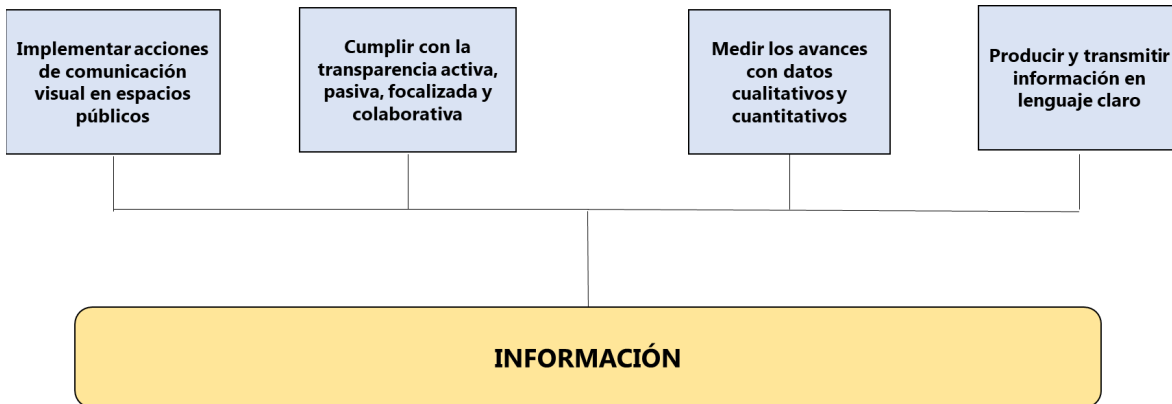 Implementar acciones
de comunicación
visual en espacios
públicos
Cumplir con la
transparencia activa,
pasiva, focalizada y
colaborativa
Medir los avances
con datos
cualitativos y
cuantitativos
Producir y transmitir
información en
lenguaje claro
INFORMACIÓN